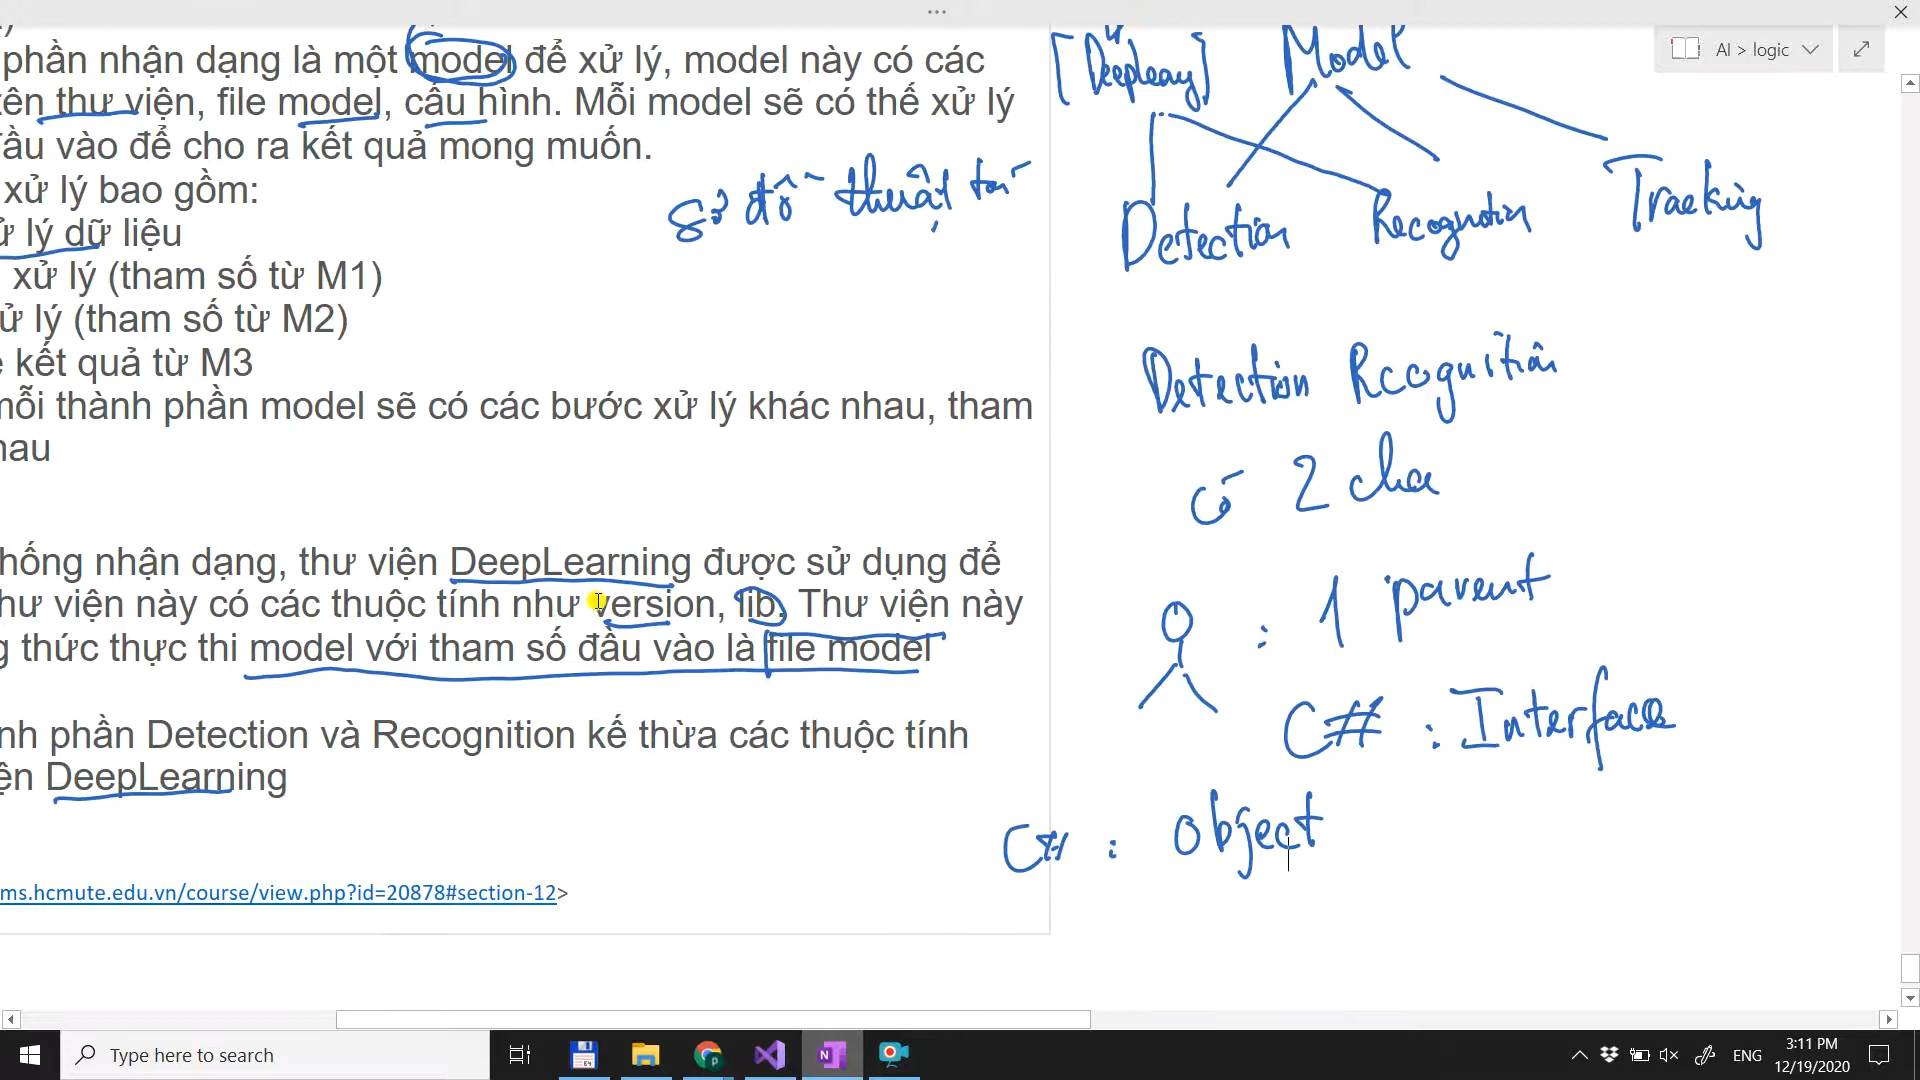 phần nhận dạng là một model để xử lý, model này có các
tên thư viện, file model, cấu hình. Mỗi model sẽ có thể xử lý
đầu vào để cho ra kết quả mong muốn.
xử lý bao gồm:
ử lý dữ liệu
xử lý (tham số từ M1)
ử lý (tham số từ M2)
kết quả từ M3
mỗi thành phần model sẽ có các bước xử lý khác nhau, tham
hau
hống nhận dạng, thư viện DeepLearning được sử dụng để
hư viện này có các thuộc tính như version, lib. Thư viện này
g thức thực thi model với tham số đầu vào là file model
nh phần Detection và Recognition kế thừa các thuộc tính
ện DeepLearning
ms.hcmute.edu.vn/course/view.php?id=20878#section-12>
Model
Detection Recognition Tracking
Detection Recognition
có 2 cha
: 1 parent
C# : Interface
C# : object
AI > logic
Type here to search
ENG
3:11 PM
12/19/2020